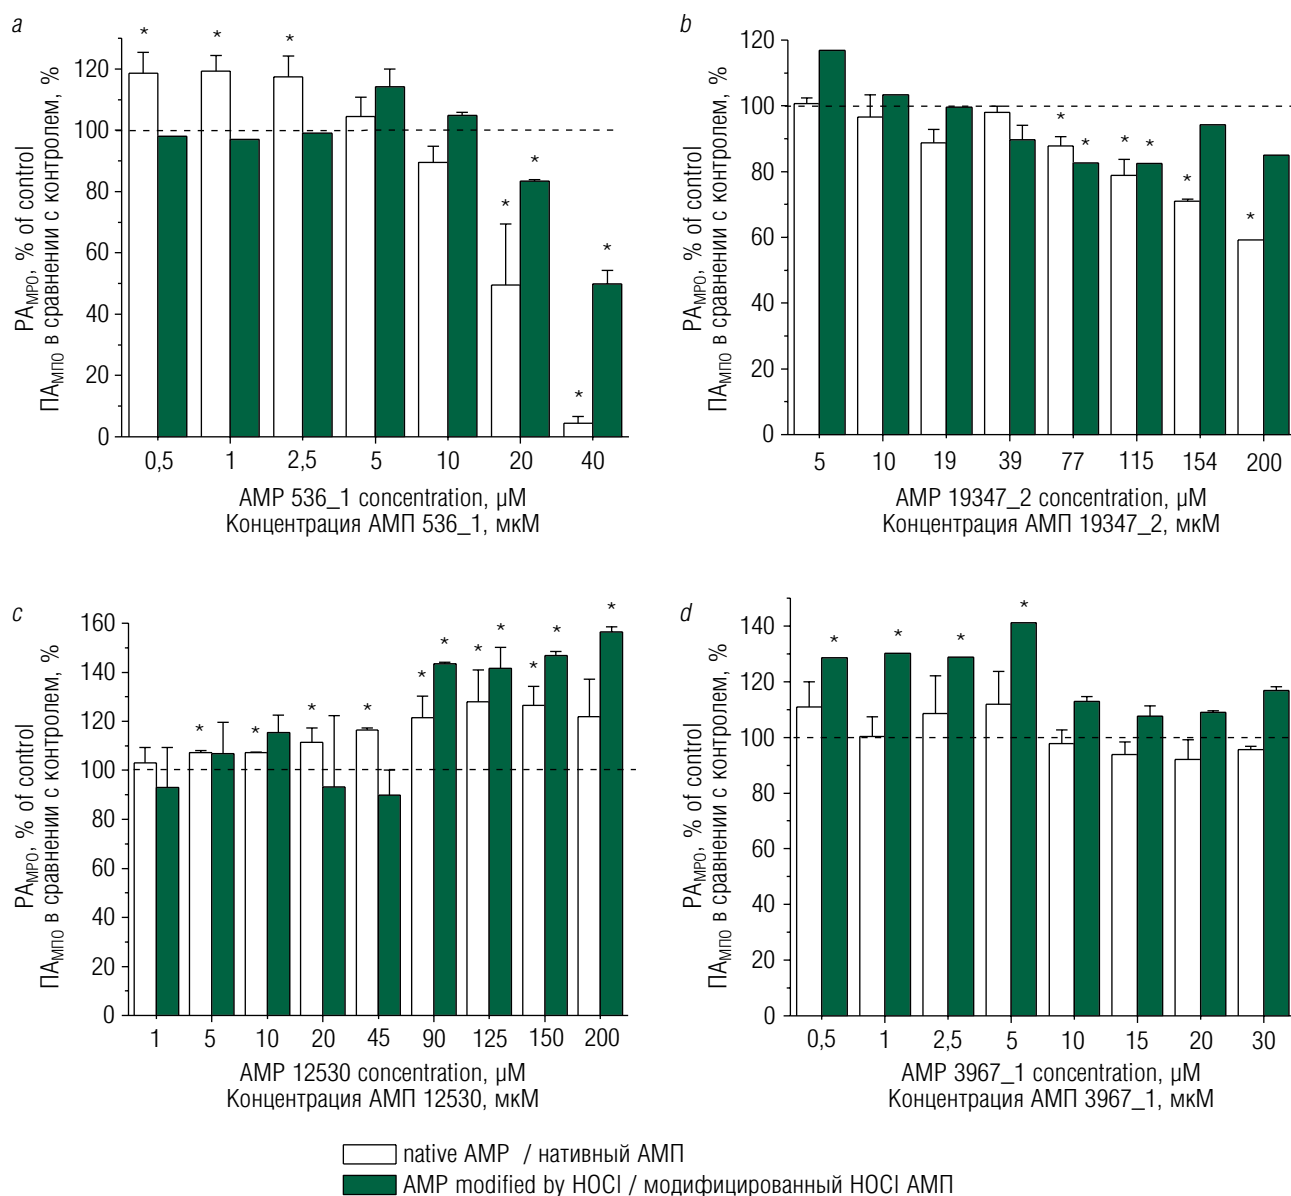 a
PA_MPO, % of control
ПА_МПО в сравнении с контролем, %
120
100
80
60
40
20
0
* * * * * * *
0,5 1 2,5 5 10 20 40
AMP 536_1 concentration, µM
Концентрация АМП 536_1, мкМ
b
PA_MPO, % of control
ПА_МПО в сравнении с контролем, %
120
100
80
60
40
20
0
* * * * * *
5 10 19 39 77 115 154 200
AMP 19347_2 concentration, µM
Концентрация АМП 19347_2, мкМ
c
PA_MPO, % of control
ПА_МПО в сравнении с контролем, %
160
140
120
100
80
60
40
20
0
* * * * * * * * * * *
1 5 10 20 45 90 125 150 200
AMP 12530 concentration, µM
Концентрация АМП 12530, мкМ
d
PA_MPO, % of control
ПА_МПО в сравнении с контролем, %
140
120
100
80
60
40
20
0
* * * *
0,5 1 2,5 5 10 15 20 30
AMP 3967_1 concentration, µM
Концентрация АМП 3967_1, мкМ
native AMP / нативный АМП
AMP modified by HOCl / модифицированный HOCl АМП